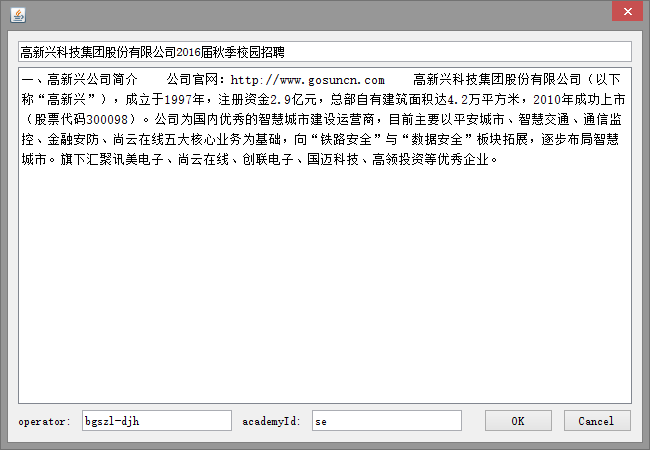 高新兴科技集团股份有限公司2016届秋季校园招聘
一、高新兴公司简介 公司官网：http://www.gosuncn.com 高新兴科技集团股份有限公司（以下
称“高新兴”），成立于1997年，注册资金2.9亿元，总部自有建筑面积达4.2万平方米，2010年成功上市
（股票代码300098）。公司为国内优秀的智慧城市建设运营商，目前主要以平安城市、智慧交通、通信监
控、金融安防、尚云在线五大核心业务为基础，向“铁路安全”与“数据安全”板块拓展，逐步布局智慧
城市。旗下汇聚讯美电子、尚云在线、创联电子、国迈科技、高领投资等优秀企业。
operator: bgszl-djh academyId: se OK Cancel